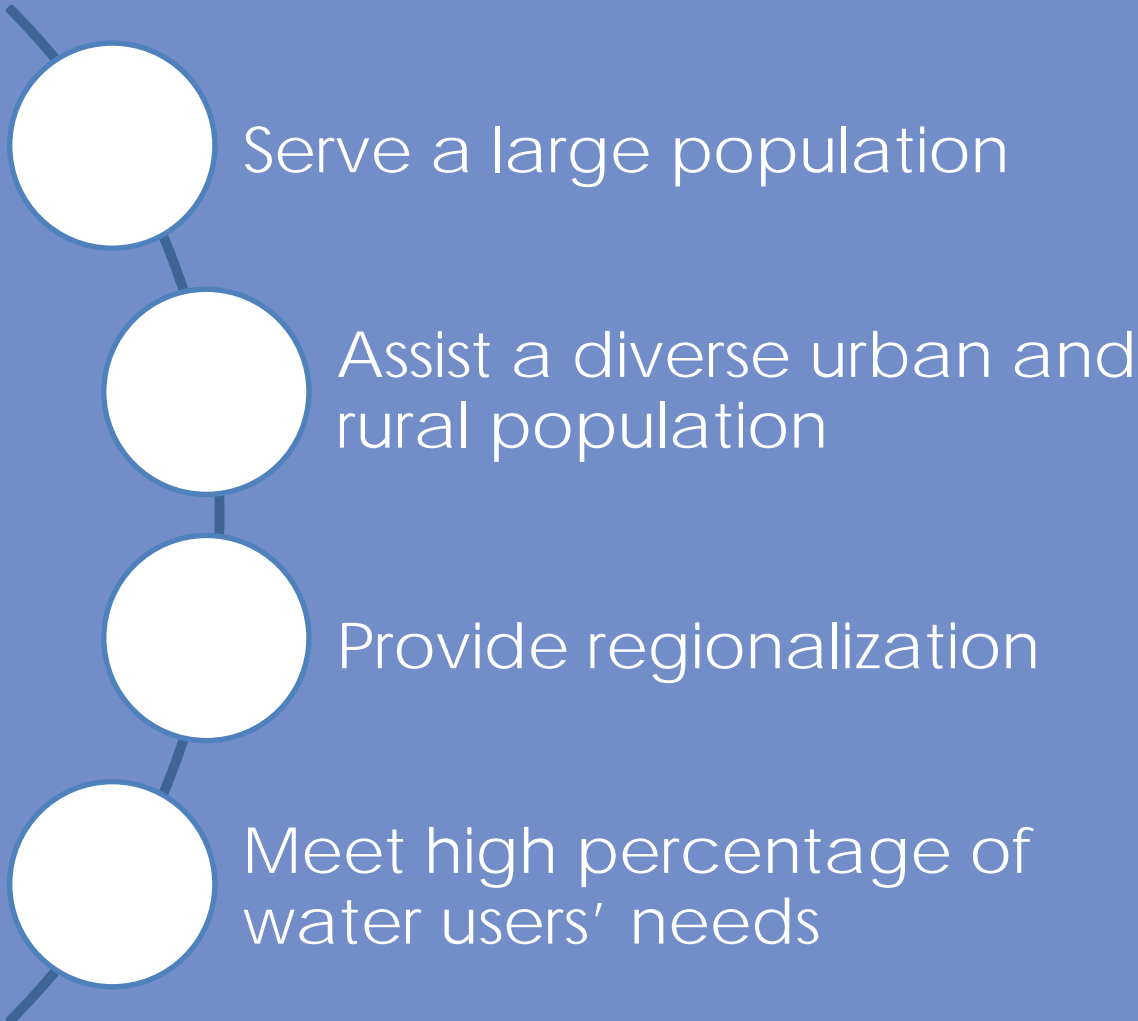 Serve a large population
Assist a diverse urban and
rural population
Provide regionalization
Meet high percentage of
water users’ needs